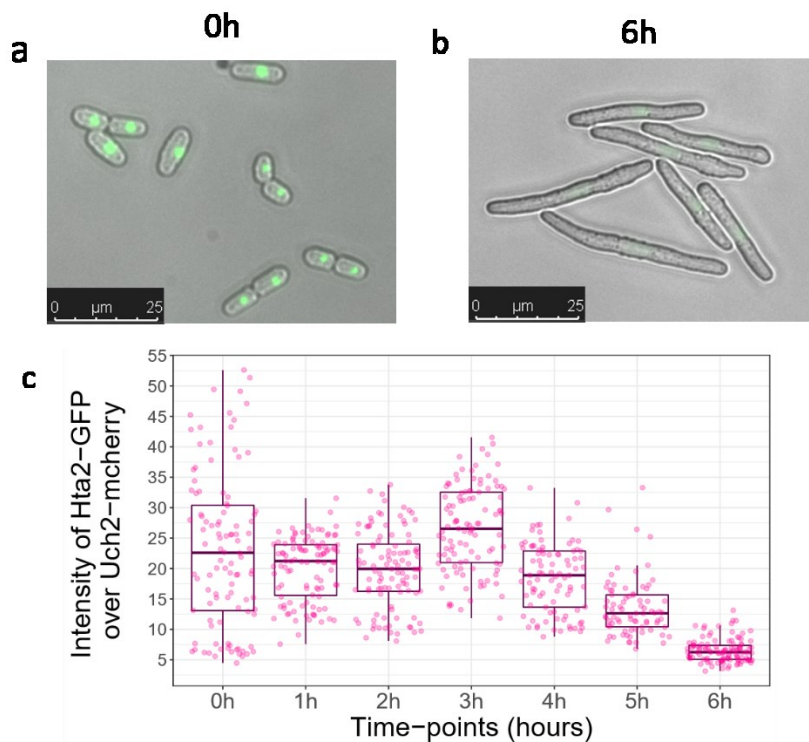 0h
6h
a
b
0 µm 25
0 µm 25
c
Intensity of Hta2−GFP
over Uch2−mcherry
55
50
45
40
35
30
25
20
15
10
5
0h 1h 2h 3h 4h 5h 6h
Time−points (hours)